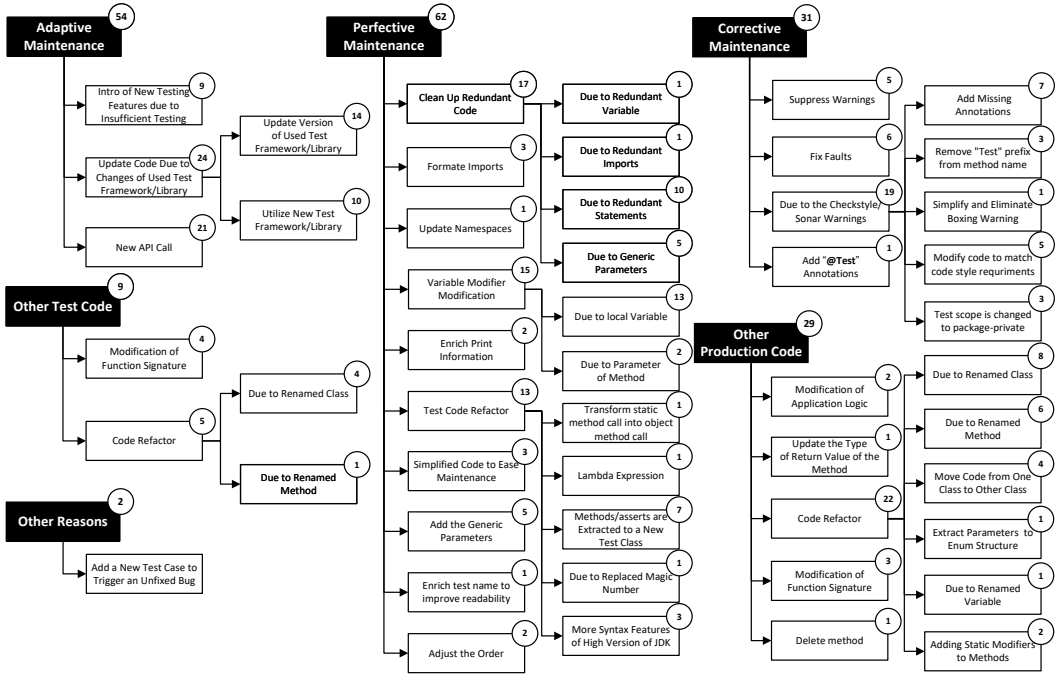 Adaptive
Maintenance
54
Intro of New Testing
Features due to
Insufficient Testing
9
Update Code Due to
Changes of Used Test
Framework/Library
24
Update Version
of Used Test
Framework/Library
14
Utilize New Test
Framework/Library
10
New API Call
21
Other Test Code
9
Modification of
Function Signature
4
Code Refactor
5
Due to Renamed Class
4
Due to Renamed
Method
1
Other Reasons
2
Add a New Test Case to
Trigger an Unfixed Bug
Perfective
Maintenance
62
Clean Up Redundant
Code
17
Due to Redundant
Variable
1
Due to Redundant
Imports
1
Due to Redundant
Statements
10
Due to Generic
Parameters
5
Formate Imports
3
Update Namespaces
1
Variable Modifier
Modification
15
Due to local Variable
13
Due to Parameter
of Method
2
Enrich Print
Information
2
Test Code Refactor
13
Transform static
method call into object
method call
1
Lambda Expression
1
Methods/asserts are
Extracted to a New
Test Class
7
Due to Replaced Magic
Number
1
More Syntax Features
of High Version of JDK
3
Simplified Code to Ease
Maintenance
3
Add the Generic
Parameters
5
Enrich test name to
improve readability
1
Adjust the Order
2
Corrective
Maintenance
31
Suppress Warnings
5
Fix Faults
6
Due to the Checkstyle/
Sonar Warnings
19
Add Missing
Annotations
7
Remove "Test" prefix
from method name
3
Simplify and Eliminate
Boxing Warning
1
Modify code to match
code style requriments
5
Test scope is changed
to package-private
3
Add "@Test"
Annotations
1
Other
Production Code
29
Modification of
Application Logic
2
Update the Type
of Return Value of the
Method
1
Code Refactor
22
Due to Renamed Class
8
Due to Renamed
Method
6
Move Code from One
Class to Other Class
4
Extract Parameters to
Enum Structure
1
Due to Renamed
Variable
1
Adding Static Modifiers
to Methods
2
Modification of
Function Signature
3
Delete method
1